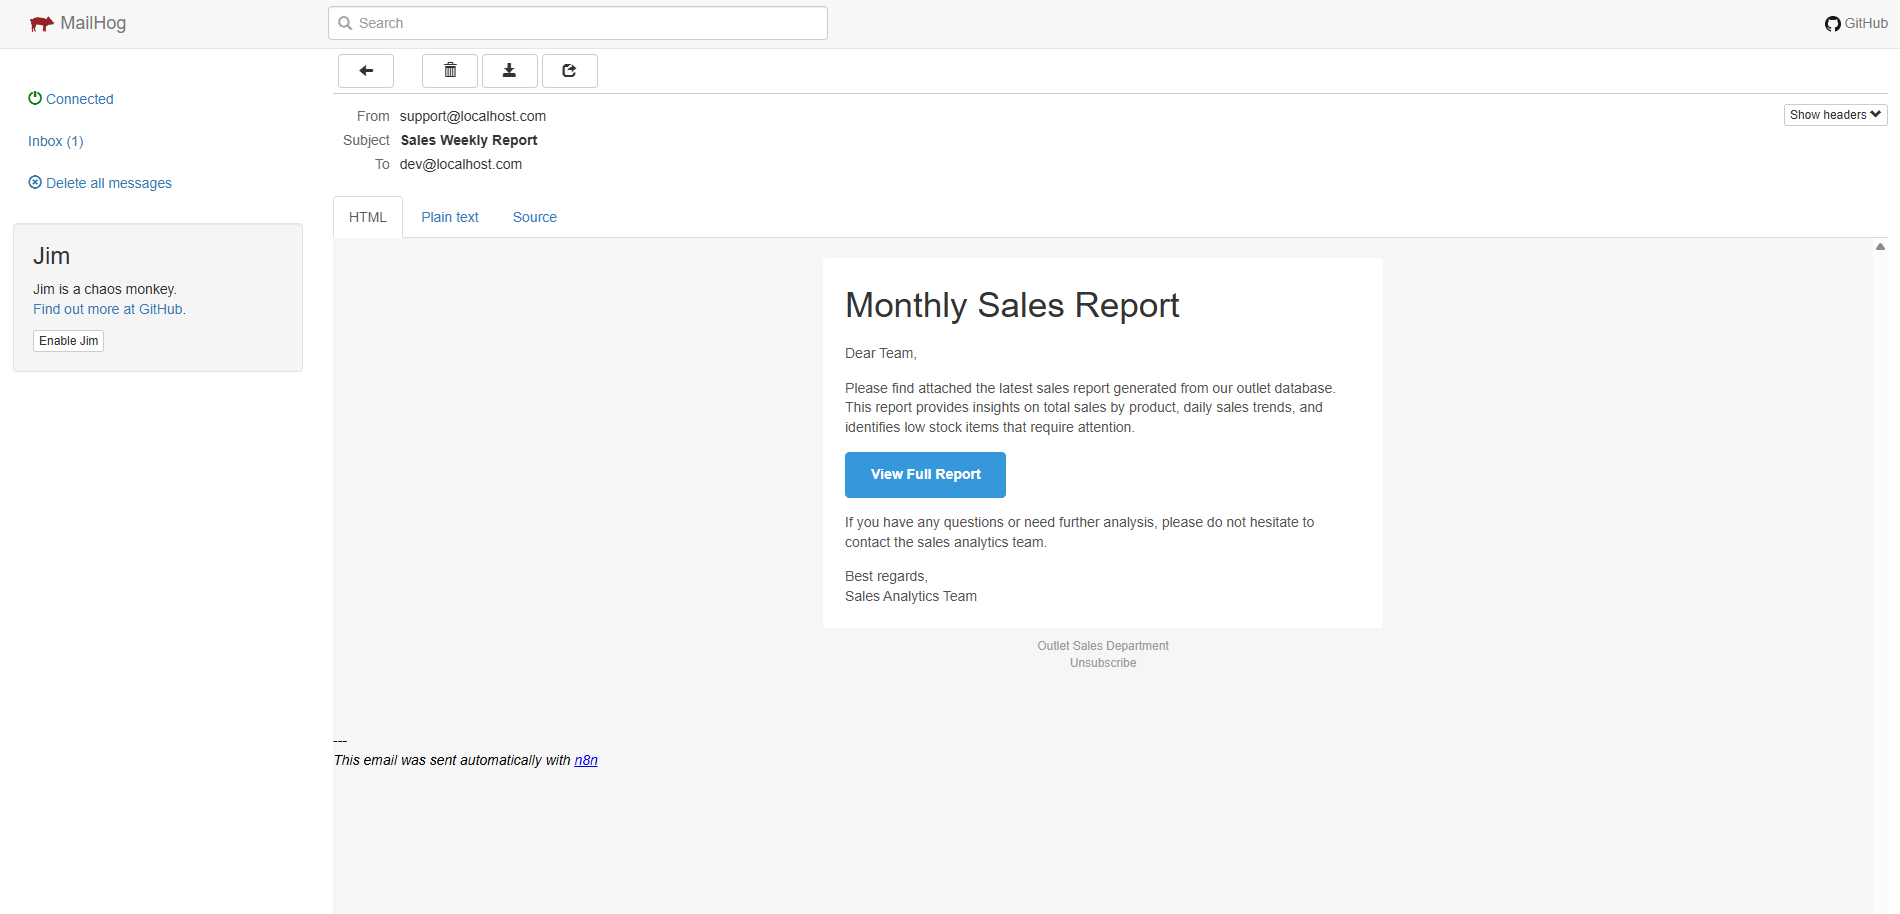 MailHog
Search
GitHub
Connected
Inbox (1)
Delete all messages
Jim
Jim is a chaos monkey.
Find out more at GitHub.
Enable Jim
From support@localhost.com
Show headers
Subject Sales Weekly Report
To dev@localhost.com
HTML Plain text Source
Monthly Sales Report
Dear Team,
Please find attached the latest sales report generated from our outlet database.
This report provides insights on total sales by product, daily sales trends, and
identifies low stock items that require attention.
View Full Report
If you have any questions or need further analysis, please do not hesitate to
contact the sales analytics team.
Best regards,
Sales Analytics Team
Outlet Sales Department
Unsubscribe
---
This email was sent automatically with n8n